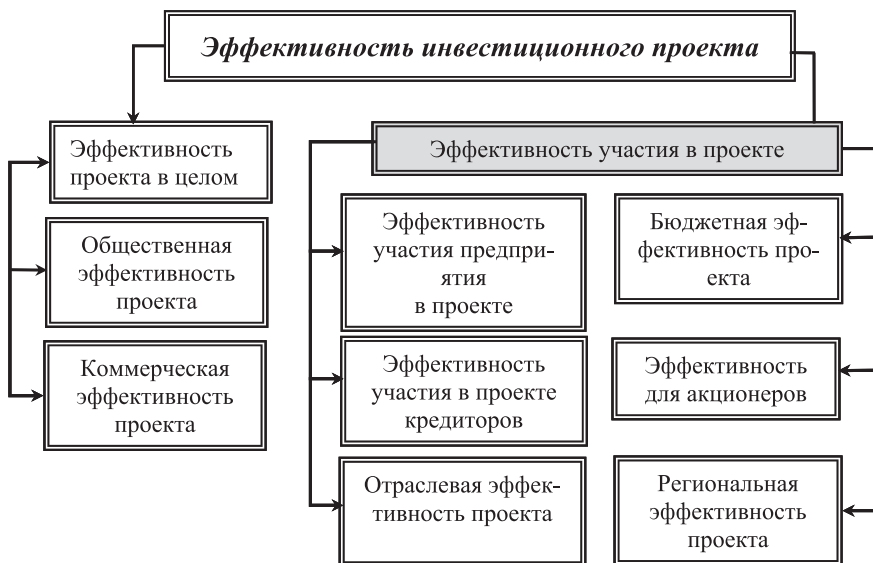 Эффективность инвестиционного проекта
Эффективность
проекта в целом
Общественная
эффективность
проекта
Коммерческая
эффективность
проекта
Эффективность участия в проекте
Эффективность
участия предпри-
ятия
в проекте
Бюджетная эф-
фективность про-
екта
Эффективность
участия в проекте
кредиторов
Эффективность
для акционеров
Отраслевая эффек-
тивность проекта
Региональная
эффективность
проекта